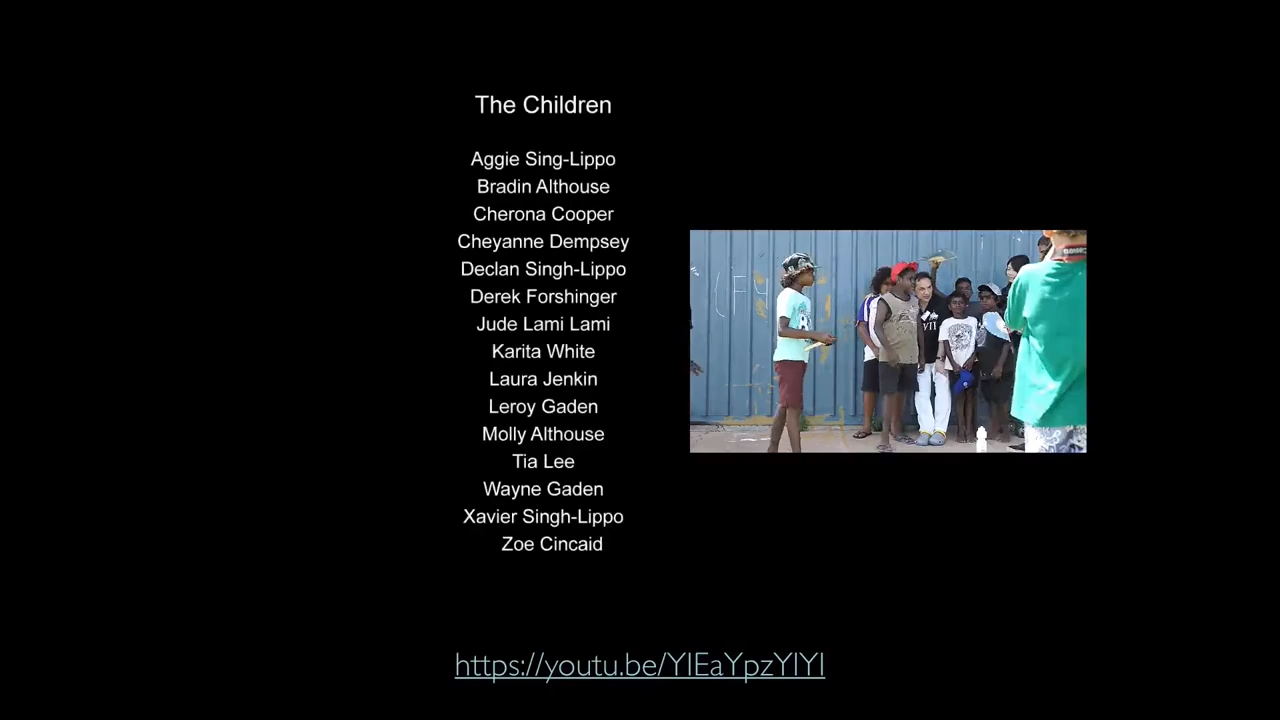 The Children
Aggie Sing-Lippo
Bradin Althouse
Cherona Cooper
Cheyanne Dempsey
Declan Singh-Lippo
Derek Forshinger
Jude Lami Lami
Karita White
Laura Jenkin
Leroy Gaden
Molly Althouse
Tia Lee
Wayne Gaden
Xavier Singh-Lippo
Zoe Cincaid
VII
https://youtu.be/YlEaYpzYlYI